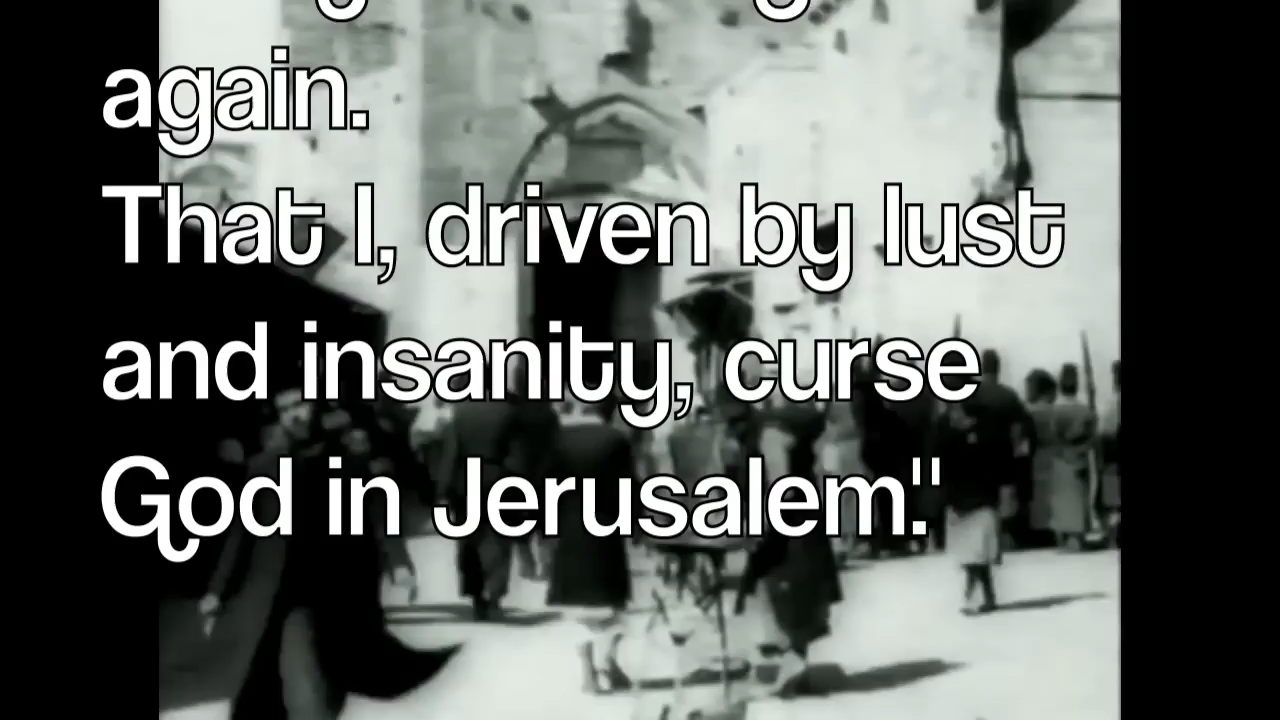 again.
That I, driven by lust
and insanity, curse
God in Jerusalem."